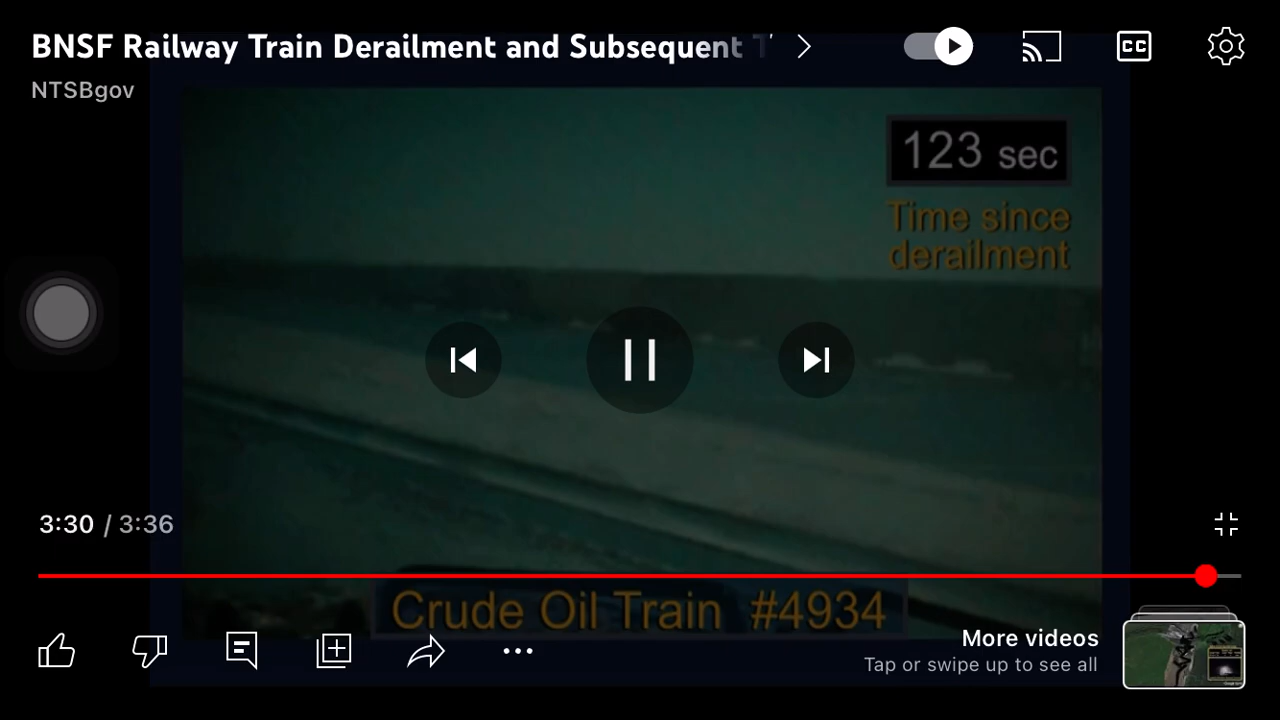 BNSF Railway Train Derailment and Subsequent
CC
NTSBgov
123 sec
Time since
derailment
3:30 / 3:36
Crude Oil Train #4934
More videos
Tap or swipe up to see all